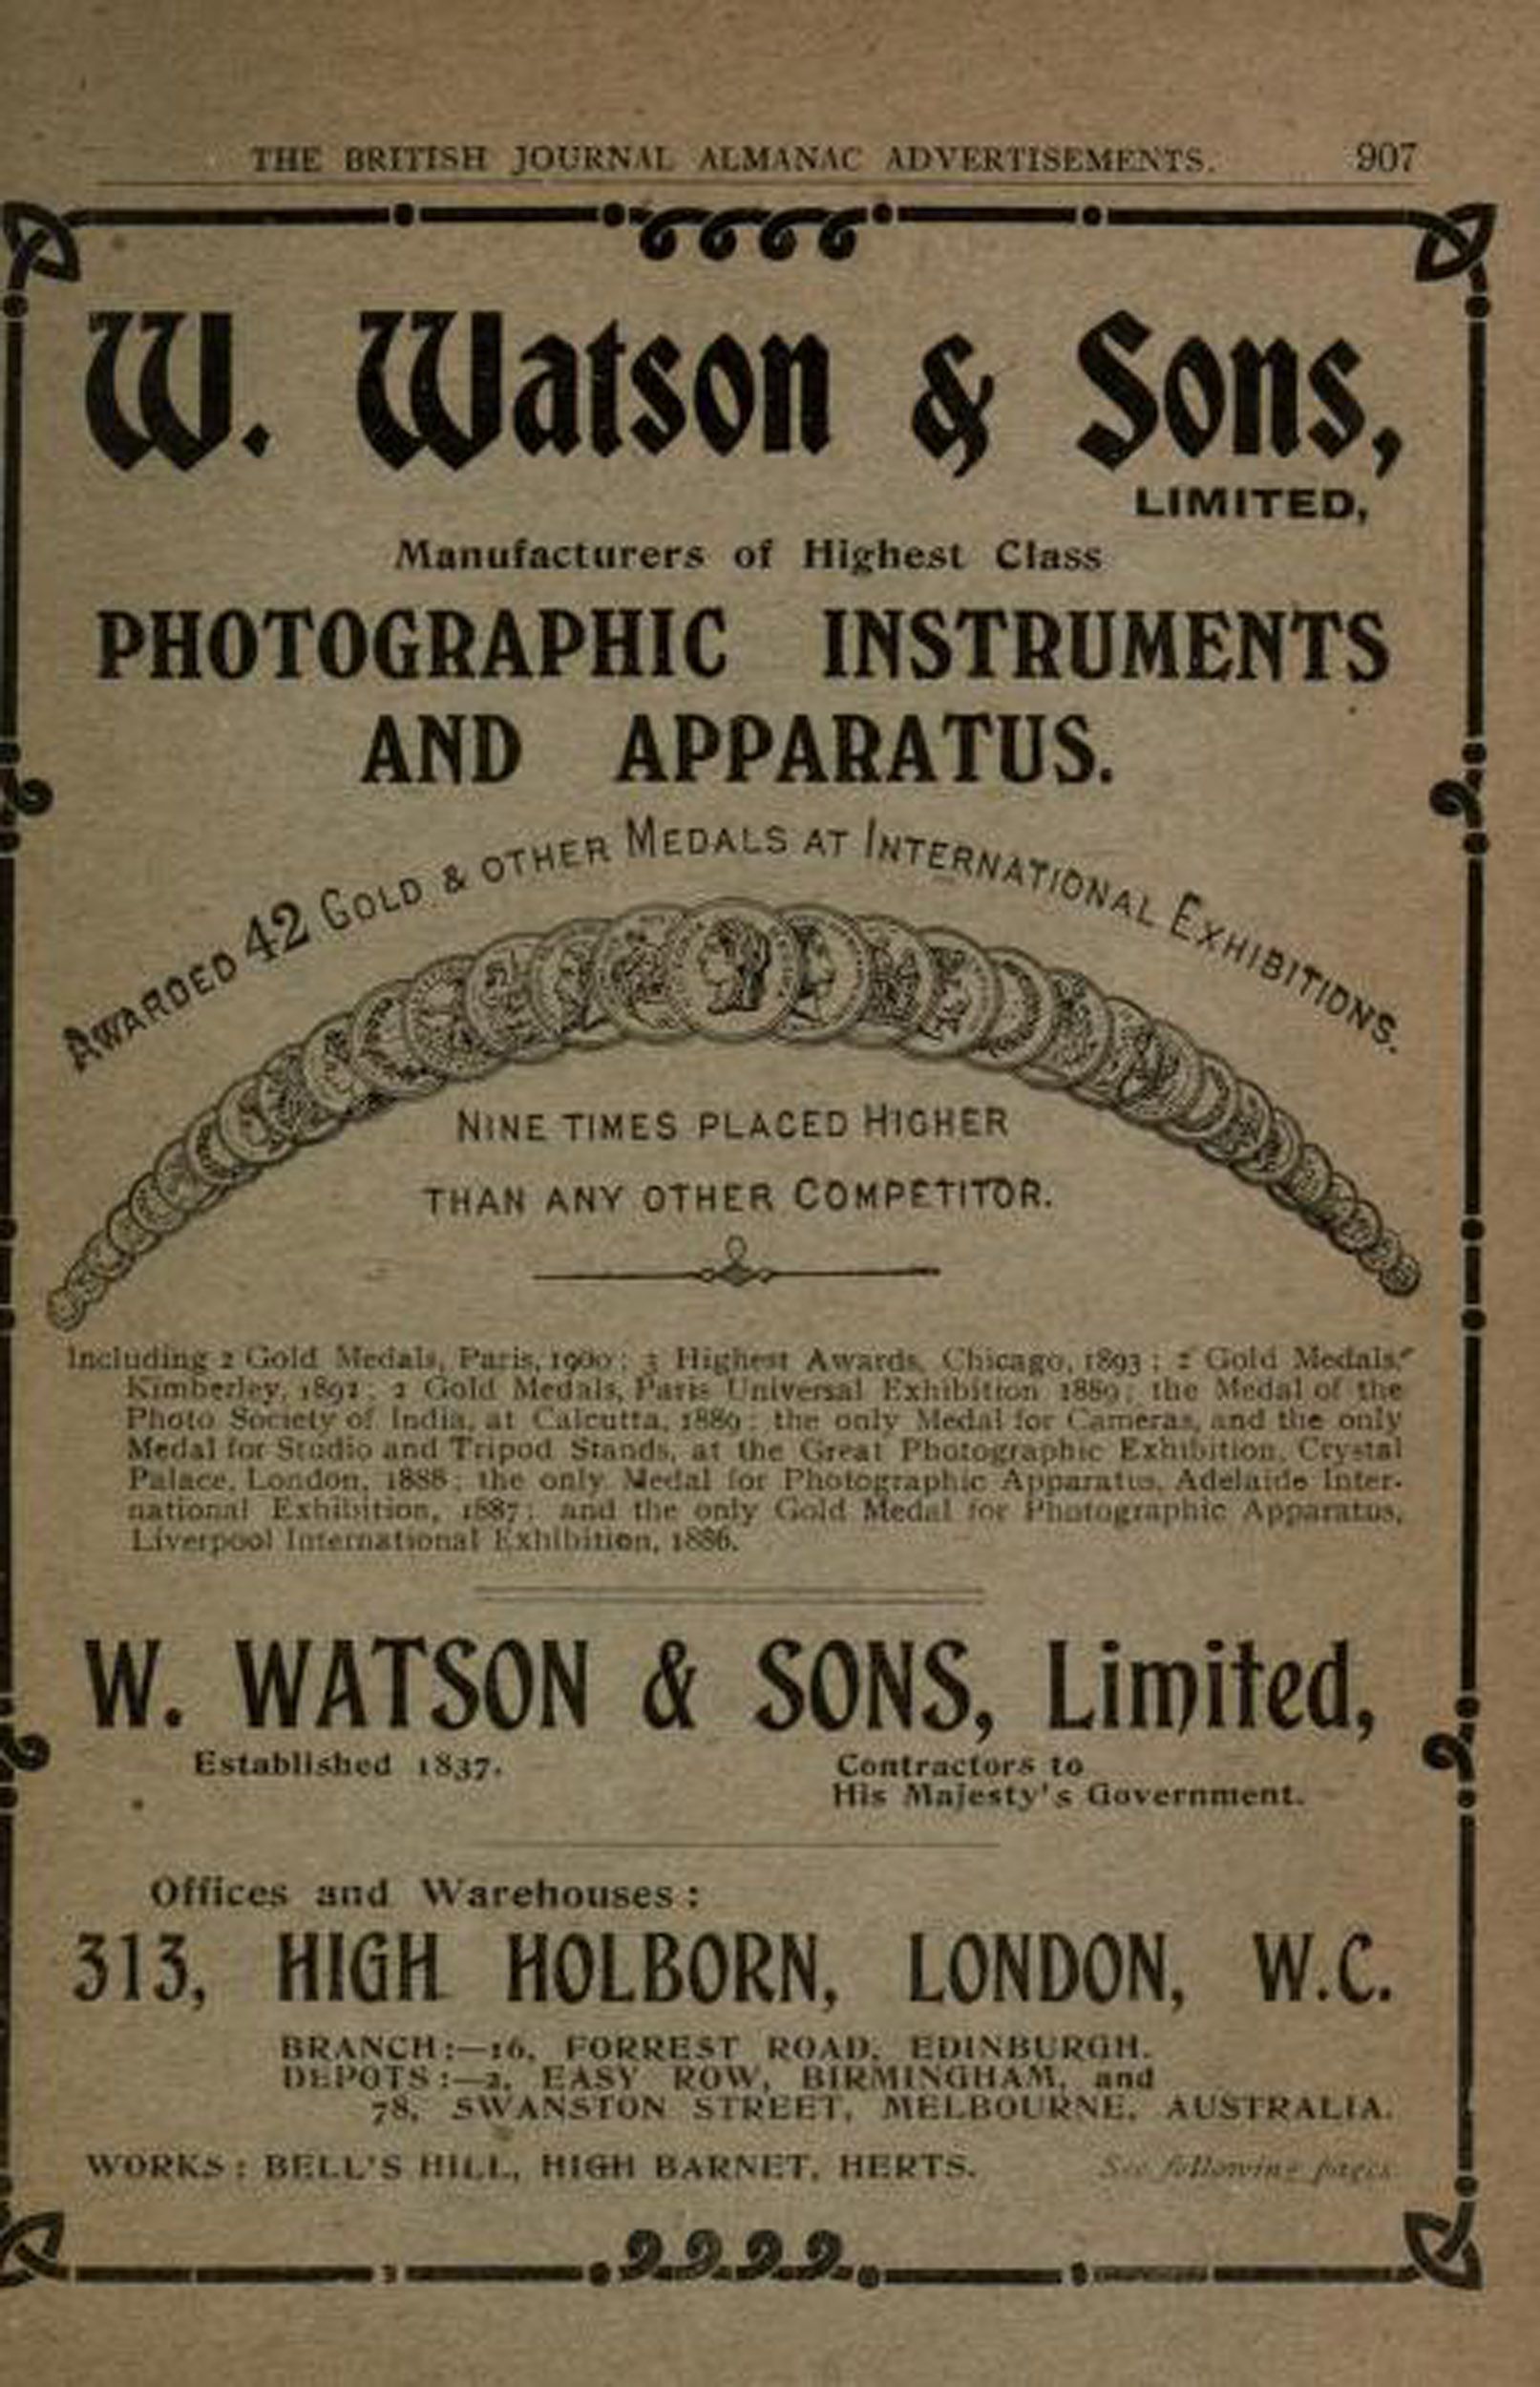 THE BRITISH JOURNAL ALMANAC ADVERTISEMENTS. 907
W. Watson & Sons,
LIMITED,
Manufacturers of Highest Class
PHOTOGRAPHIC INSTRUMENTS
AND APPARATUS.
AWARDED 42 GOLD & OTHER MEDALS AT INTERNATIONAL EXHIBITIONS.
NINE TIMES PLACED HIGHER
THAN ANY OTHER COMPETITOR.
Including 2 Gold Medals, Paris, 1900; 3 Highest Awards, Chicago, 1893; 2 Gold Medals,
Kimberley, 1892; 2 Gold Medals, Paris Universal Exhibition 1889; the Medal of the
Photo Society of India, at Calcutta, 1889; the only Medal for Cameras, and the only
Medal for Studio and Tripod Stands, at the Great Photographic Exhibition, Crystal
Palace, London, 1888; the only Medal for Photographic Apparatus, Adelaide Inter-
national Exhibition, 1887; and the only Gold Medal for Photographic Apparatus,
Liverpool International Exhibition, 1886.
W. WATSON & SONS, Limited,
Established 1837. Contractors to
His Majesty's Government.
Offices and Warehouses:
313, HIGH HOLBORN, LONDON, W.C.
BRANCH:—16, FORREST ROAD, EDINBURGH.
DEPOTS:—2, EASY ROW, BIRMINGHAM, and
78, SWANSTON STREET, MELBOURNE, AUSTRALIA.
WORKS: BELL'S HILL, HIGH BARNET, HERTS. See following pages